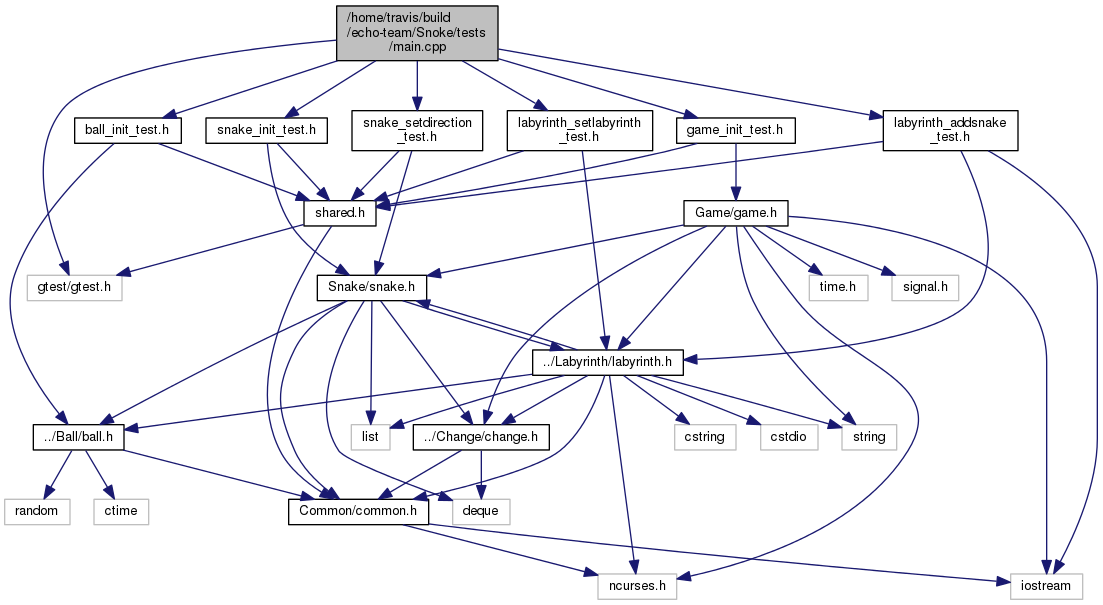 /home/travis/build
/echo-team/Snoke/tests
/main.cpp
ball_init_test.h
snake_init_test.h
snake_setdirection
_test.h
labyrinth_setlabyrinth
_test.h
game_init_test.h
labyrinth_addsnake
_test.h
shared.h
Game/game.h
gtest/gtest.h
Snake/snake.h
time.h
signal.h
../Labyrinth/labyrinth.h
../Ball/ball.h
list
../Change/change.h
cstring
cstdio
string
random
ctime
Common/common.h
deque
ncurses.h
iostream